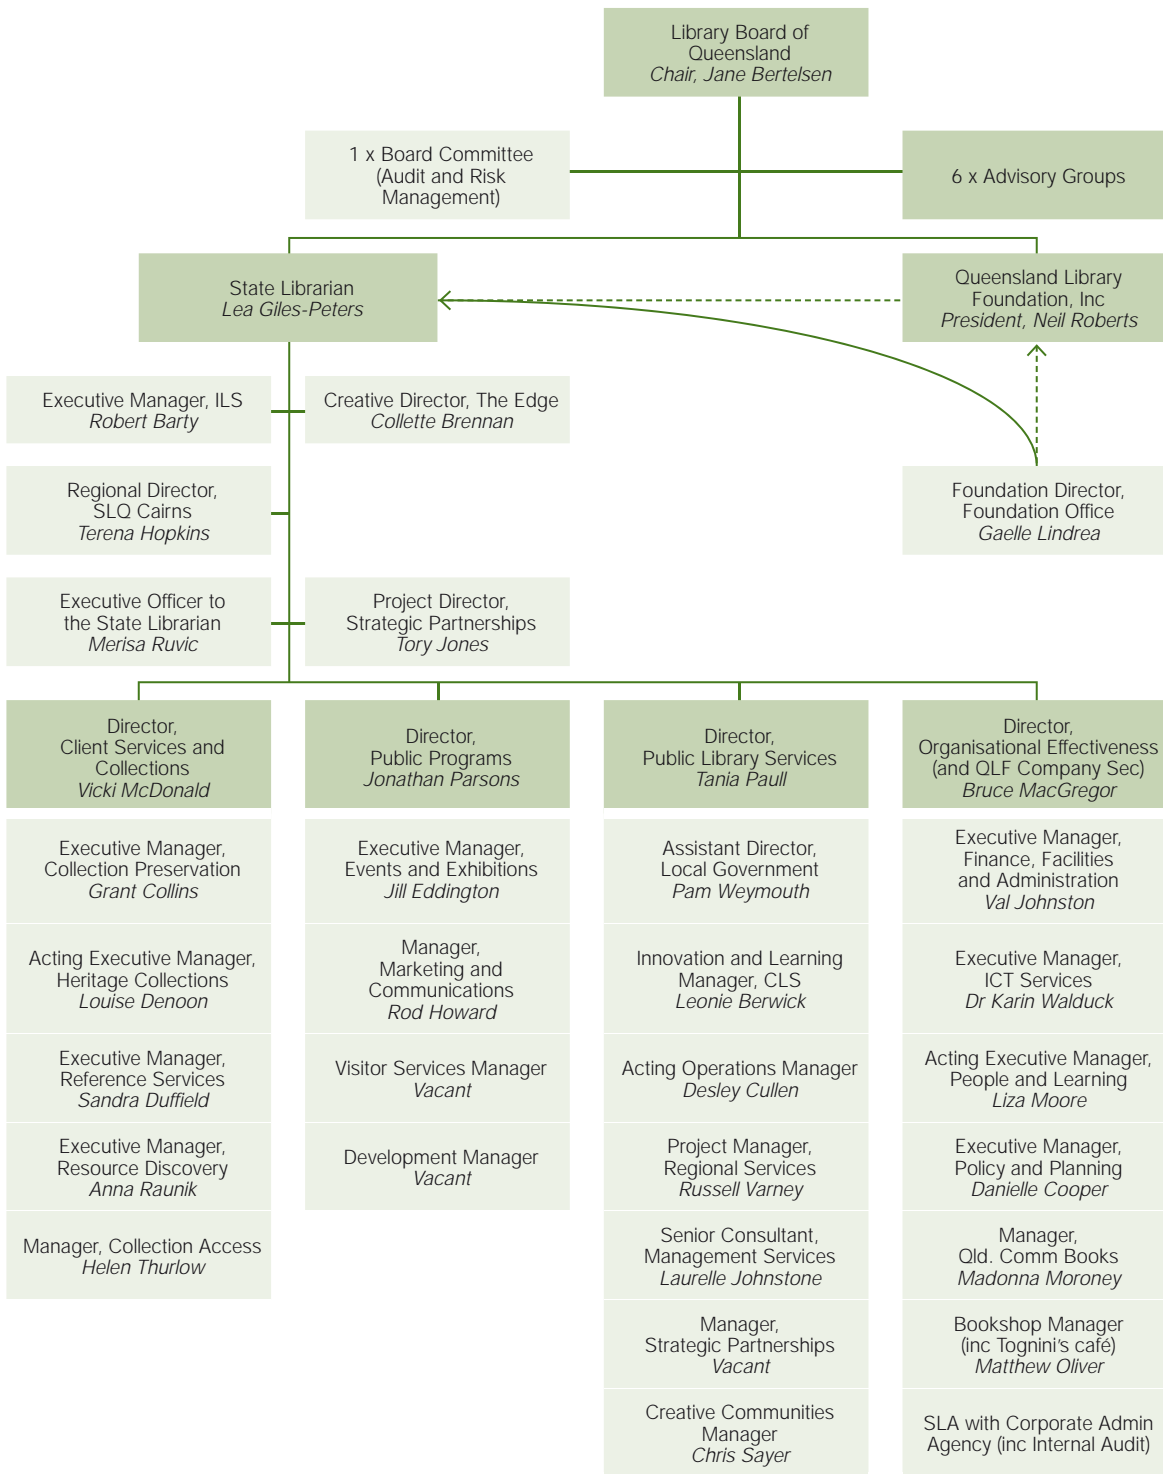 Library Board of
Queensland
Chair, Jane Bertelsen
1 x Board Committee
(Audit and Risk
Management)
6 x Advisory Groups
State Librarian
Lea Giles-Peters
Queensland Library
Foundation, Inc
President, Neil Roberts
Executive Manager, ILS
Robert Barty
Creative Director, The Edge
Collette Brennan
Regional Director,
SLQ Cairns
Terena Hopkins
Foundation Director,
Foundation Office
Gaelle Lindrea
Executive Officer to
the State Librarian
Merisa Ruvic
Project Director,
Strategic Partnerships
Tory Jones
Director,
Client Services and
Collections
Vicki McDonald
Executive Manager,
Collection Preservation
Grant Collins
Acting Executive Manager,
Heritage Collections
Louise Denoon
Executive Manager,
Reference Services
Sandra Duffield
Executive Manager,
Resource Discovery
Anna Raunik
Manager, Collection Access
Helen Thurlow
Director,
Public Programs
Jonathan Parsons
Executive Manager,
Events and Exhibitions
Jill Eddington
Manager,
Marketing and
Communications
Rod Howard
Visitor Services Manager
Vacant
Development Manager
Vacant
Director,
Public Library Services
Tania Paull
Assistant Director,
Local Government
Pam Weymouth
Innovation and Learning
Manager, CLS
Leonie Berwick
Acting Operations Manager
Desley Cullen
Project Manager,
Regional Services
Russell Varney
Senior Consultant,
Management Services
Laurelle Johnstone
Manager,
Strategic Partnerships
Vacant
Creative Communities
Manager
Chris Sayer
Director,
Organisational Effectiveness
(and QLF Company Sec)
Bruce MacGregor
Executive Manager,
Finance, Facilities
and Administration
Val Johnston
Executive Manager,
ICT Services
Dr Karin Walduck
Acting Executive Manager,
People and Learning
Liza Moore
Executive Manager,
Policy and Planning
Danielle Cooper
Manager,
Qld. Comm Books
Madonna Moroney
Bookshop Manager
(inc Tognini's café)
Matthew Oliver
SLA with Corporate Admin
Agency (inc Internal Audit)